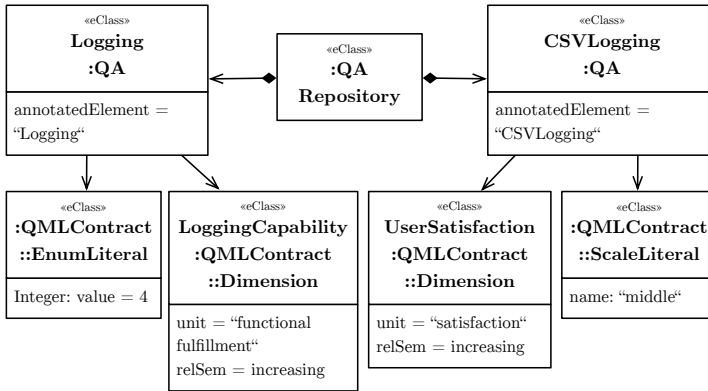 «eClass»
Logging
:QA
annotatedElement =
“Logging“
«eClass»
:QA
Repository
«eClass»
CSVLogging
:QA
annotatedElement =
“CSVLogging“
«eClass»
:QMLContract
::EnumLiteral
Integer: value = 4
«eClass»
LoggingCapability
:QMLContract
::Dimension
unit = “functional
fulfillment“
relSem = increasing
«eClass»
UserSatisfaction
:QMLContract
::Dimension
unit = “satisfaction“
relSem = increasing
«eClass»
:QMLContract
::ScaleLiteral
name: “middle“